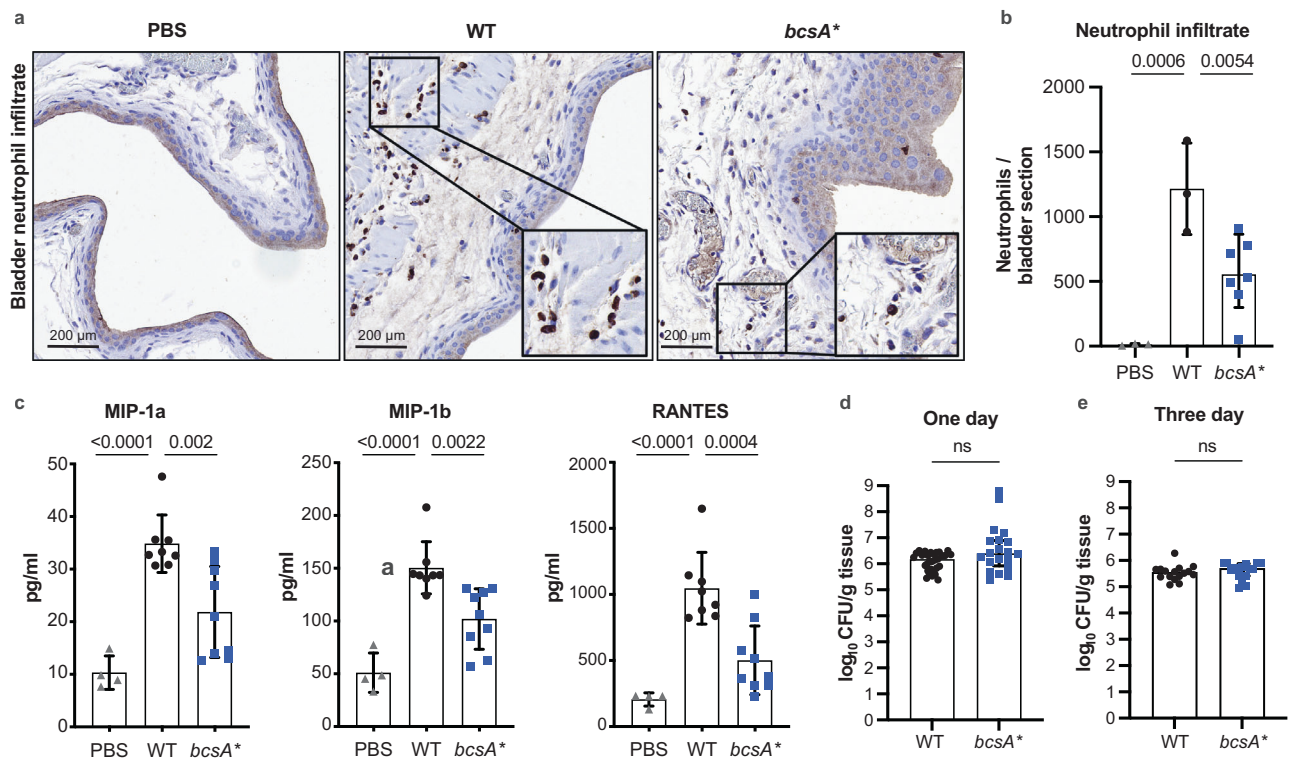 a
PBS
WT
bcsA*
Bladder neutrophil infiltrate
200 µm
200 µm
200 µm
b
Neutrophil infiltrate
0.0006
0.0054
Neutrophils /
bladder section
2000
1500
1000
500
0
PBS
WT
bcsA*
c
MIP-1a
<0.0001
0.002
pg/ml
50
40
30
20
10
0
PBS
WT
bcsA*
MIP-1b
<0.0001
0.0022
pg/ml
a
250
200
150
100
50
0
PBS
WT
bcsA*
RANTES
<0.0001
0.0004
pg/ml
2000
1500
1000
500
0
PBS
WT
bcsA*
d
One day
ns
log₁₀ CFU/g tissue
9
8
7
6
5
4
3
2
1
0
WT
bcsA*
e
Three day
ns
log₁₀ CFU/g tissue
9
8
7
6
5
4
3
2
1
0
WT
bcsA*